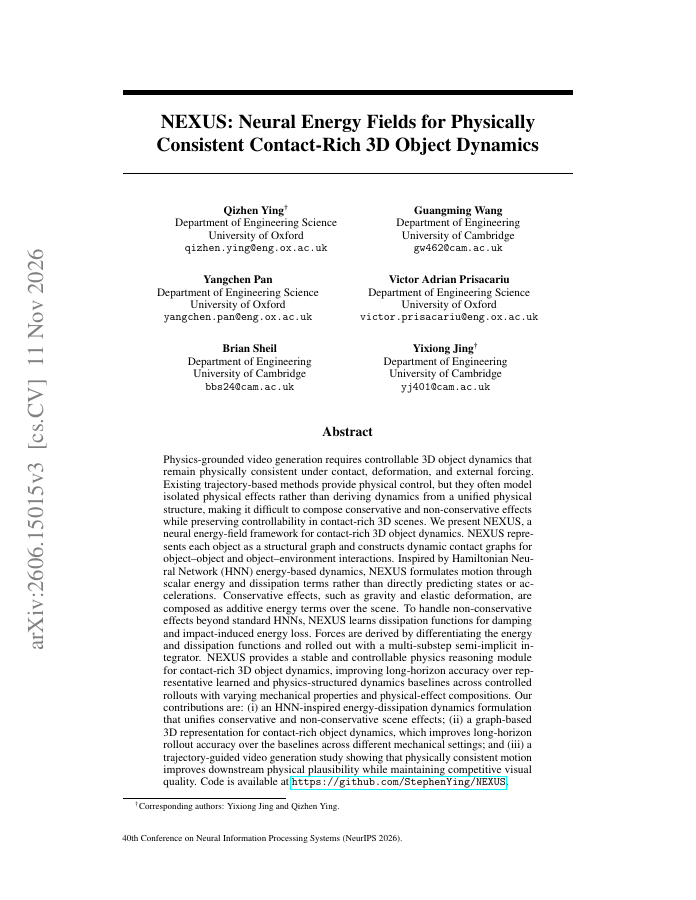 arXiv:2606.15015v3 [cs.CV] 11 Nov 2026
NEXUS: Neural Energy Fields for Physically
Consistent Contact-Rich 3D Object Dynamics
Qizhen Ying†
Department of Engineering Science
University of Oxford
qizhen.ying@eng.ox.ac.uk
Guangming Wang
Department of Engineering
University of Cambridge
gw462@cam.ac.uk
Yangchen Pan
Department of Engineering Science
University of Oxford
yangchen.pan@eng.ox.ac.uk
Victor Adrian Prisacariu
Department of Engineering Science
University of Oxford
victor.prisacariu@eng.ox.ac.uk
Brian Sheil
Department of Engineering
University of Cambridge
bbs24@cam.ac.uk
Yixiong Jing†
Department of Engineering
University of Cambridge
yj401@cam.ac.uk
Abstract
Physics-grounded video generation requires controllable 3D object dynamics that
remain physically consistent under contact, deformation, and external forcing.
Existing trajectory-based methods provide physical control, but they often model
isolated physical effects rather than deriving dynamics from a unified physical
structure, making it difficult to compose conservative and non-conservative effects
while preserving controllability in contact-rich 3D scenes. We present NEXUS, a
neural energy-field framework for contact-rich 3D object dynamics. NEXUS repre-
sents each object as a structural graph and constructs dynamic contact graphs for
object–object and object–environment interactions. Inspired by Hamiltonian Neu-
ral Network (HNN) energy-based dynamics, NEXUS formulates motion through
scalar energy and dissipation terms rather than directly predicting states or ac-
celerations. Conservative effects, such as gravity and elastic deformation, are
composed as additive energy terms over the scene. To handle non-conservative
effects beyond standard HNNs, NEXUS learns dissipation functions for damping
and impact-induced energy loss. Forces are derived by differentiating the energy
and dissipation functions and rolled out with a multi-substep semi-implicit in-
tegrator. NEXUS provides a stable and controllable physics reasoning module
for contact-rich 3D object dynamics, improving long-horizon accuracy over rep-
resentative learned and physics-structured dynamics baselines across controlled
rollouts with varying mechanical properties and physical-effect compositions. Our
contributions are: (i) an HNN-inspired energy-dissipation dynamics formulation
that unifies conservative and non-conservative scene effects; (ii) a graph-based
3D representation for contact-rich object dynamics, which improves long-horizon
rollout accuracy over the baselines across different mechanical settings; and (iii) a
trajectory-guided video generation study showing that physically consistent motion
improves downstream physical plausibility while maintaining competitive visual
quality. Code is available at https://github.com/StephenYing/NEXUS.
†Corresponding authors: Yixiong Jing and Qizhen Ying.
40th Conference on Neural Information Processing Systems (NeurIPS 2026).